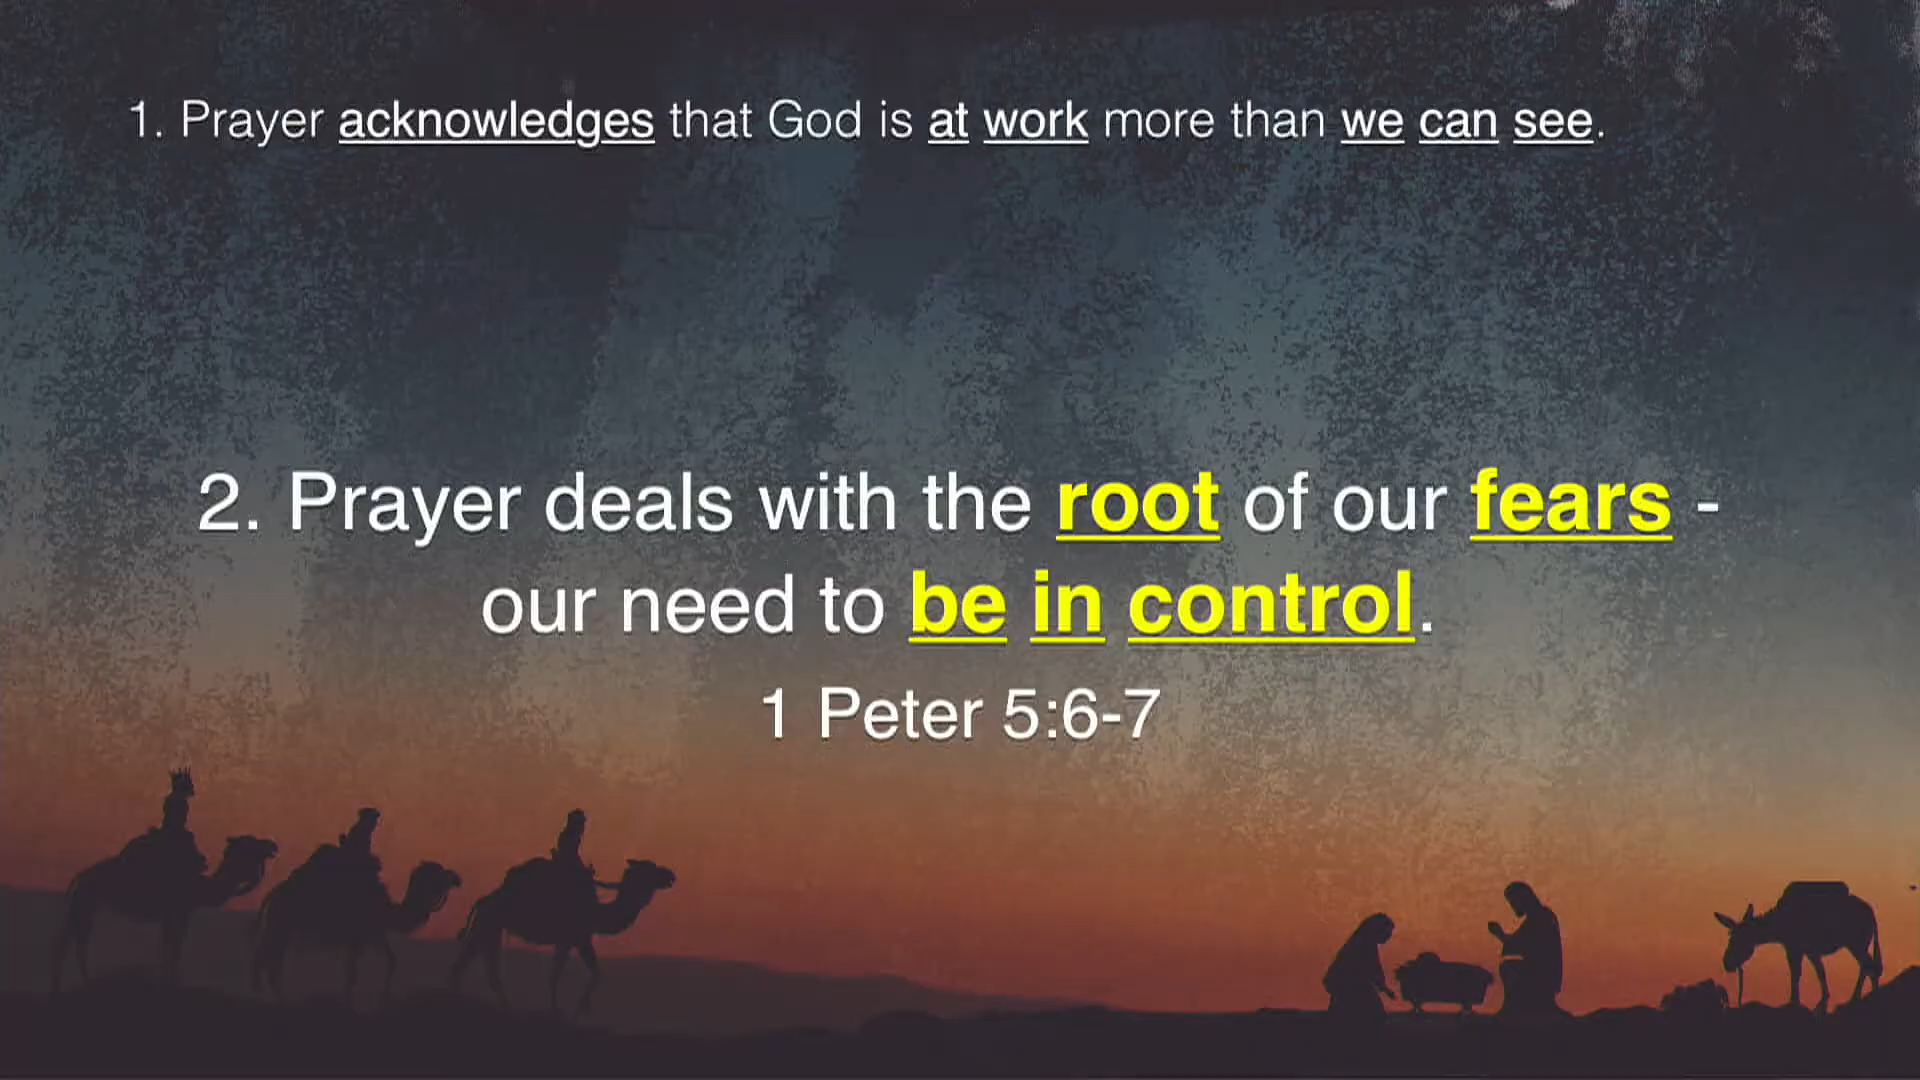 1. Prayer acknowledges that God is at work more than we can see.
2. Prayer deals with the root of our fears -
our need to be in control.
1 Peter 5:6-7